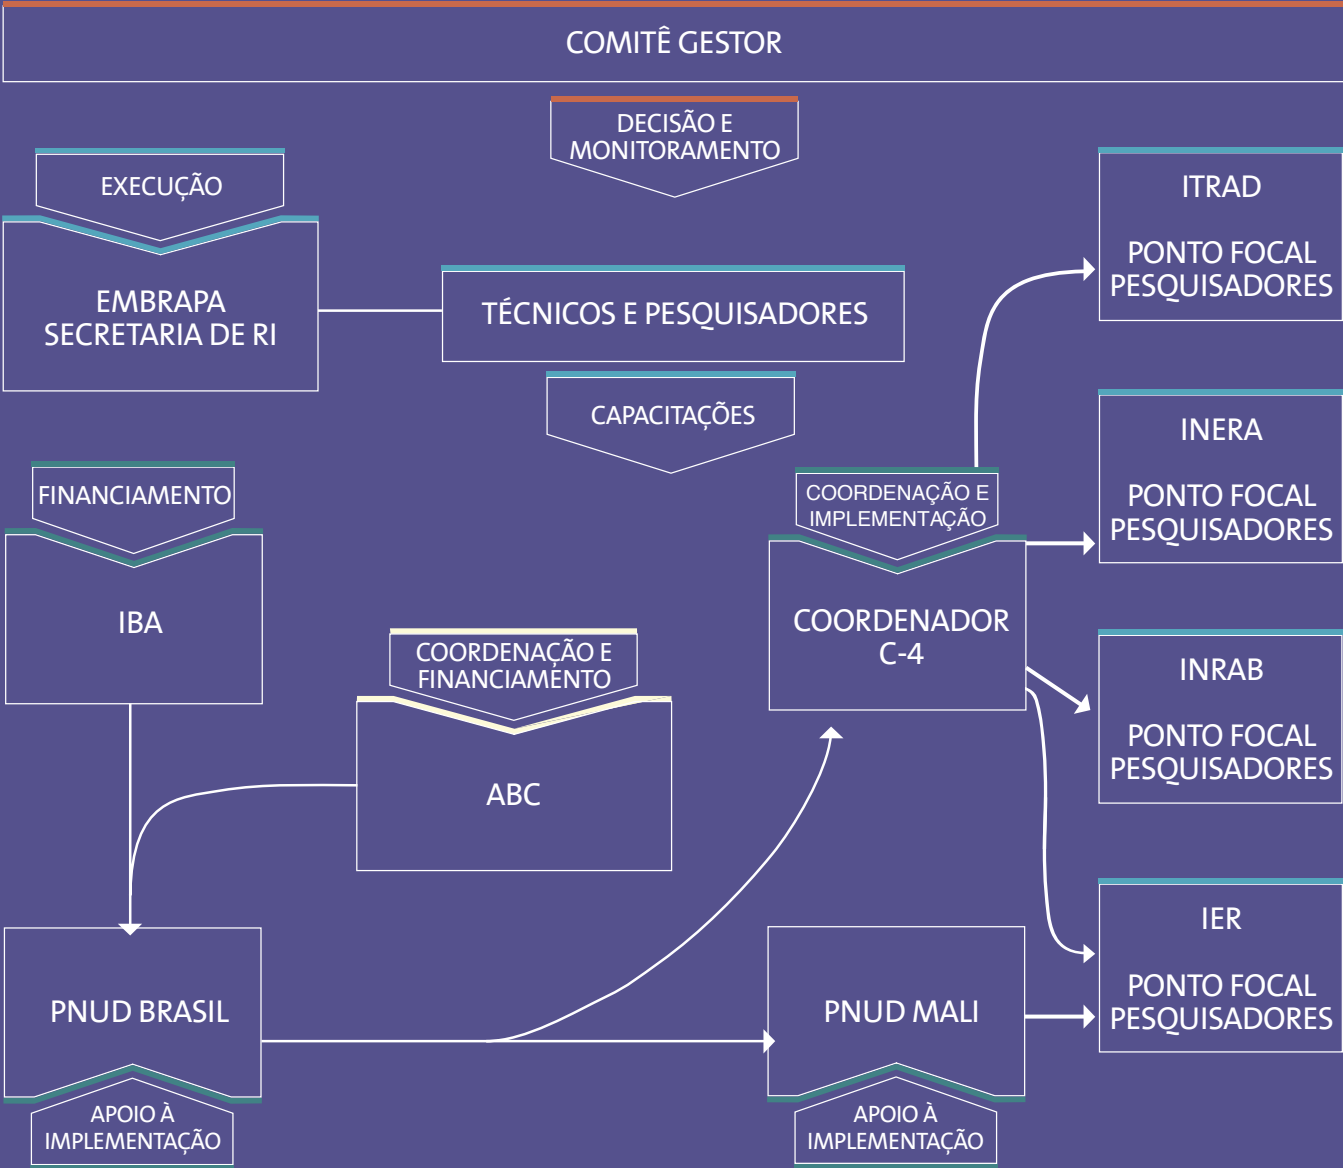 COMITÊ GESTOR
DECISÃO E
MONITORAMENTO
EXECUÇÃO
EMBRAPA
SECRETARIA DE RI
TÉCNICOS E PESQUISADORES
CAPACITAÇÕES
ITRAD
PONTO FOCAL
PESQUISADORES
INERA
PONTO FOCAL
PESQUISADORES
FINANCIAMENTO
IBA
COORDENAÇÃO E
IMPLEMENTAÇÃO
COORDENADOR
C-4
COORDENAÇÃO E
FINANCIAMENTO
ABC
INRAB
PONTO FOCAL
PESQUISADORES
IER
PONTO FOCAL
PESQUISADORES
PNUD BRASIL
APOIO À
IMPLEMENTAÇÃO
PNUD MALI
APOIO À
IMPLEMENTAÇÃO